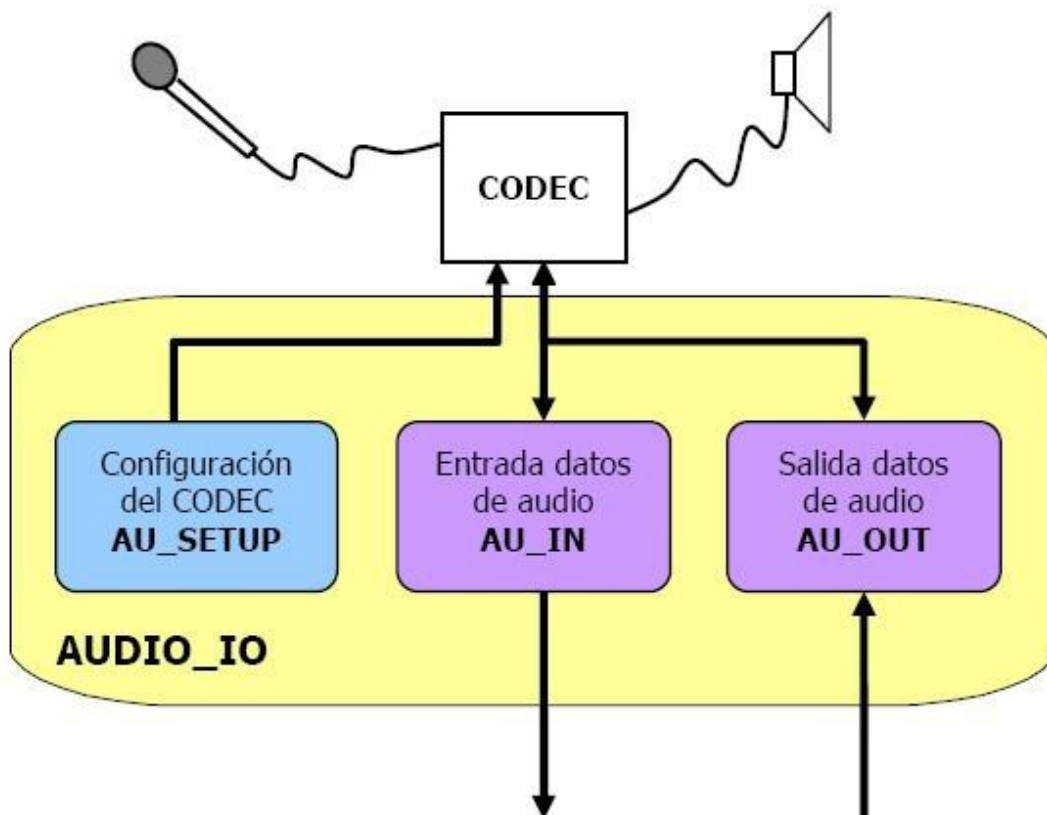 CODEC
Configuración
del CODEC
AU_SETUP
Entrada datos
de audio
AU_IN
Salida datos
de audio
AU_OUT
AUDIO_IO